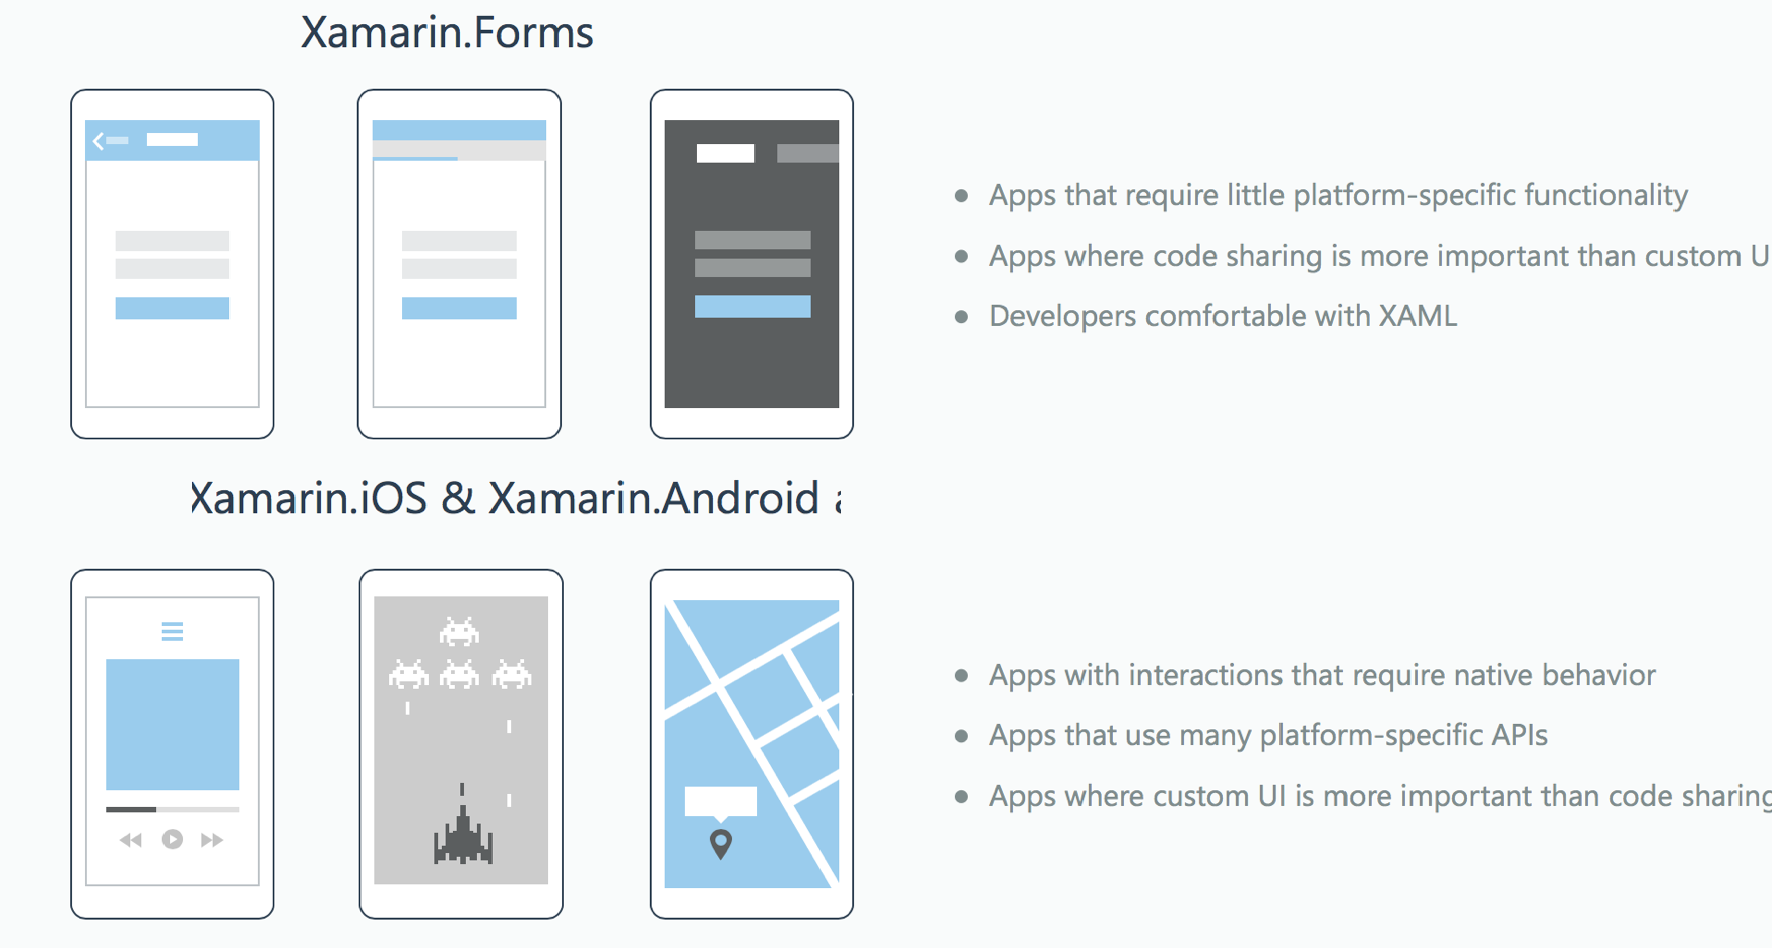 Xamarin.Forms
• Apps that require little platform-specific functionality
• Apps where code sharing is more important than custom U
• Developers comfortable with XAML
Xamarin.iOS & Xamarin.Android a
• Apps with interactions that require native behavior
• Apps that use many platform-specific APIs
• Apps where custom UI is more important than code sharing